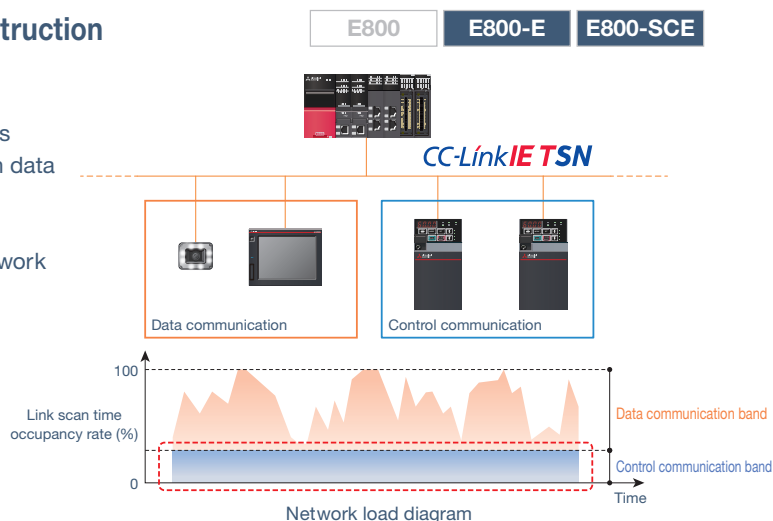 truction
E800
E800-E
E800-SCE
s
n data
work
CC-Link IE TSN
Data communication
Control communication
100
Link scan time
occupancy rate (%)
0
Data communication band
Control communication band
Time
Network load diagram